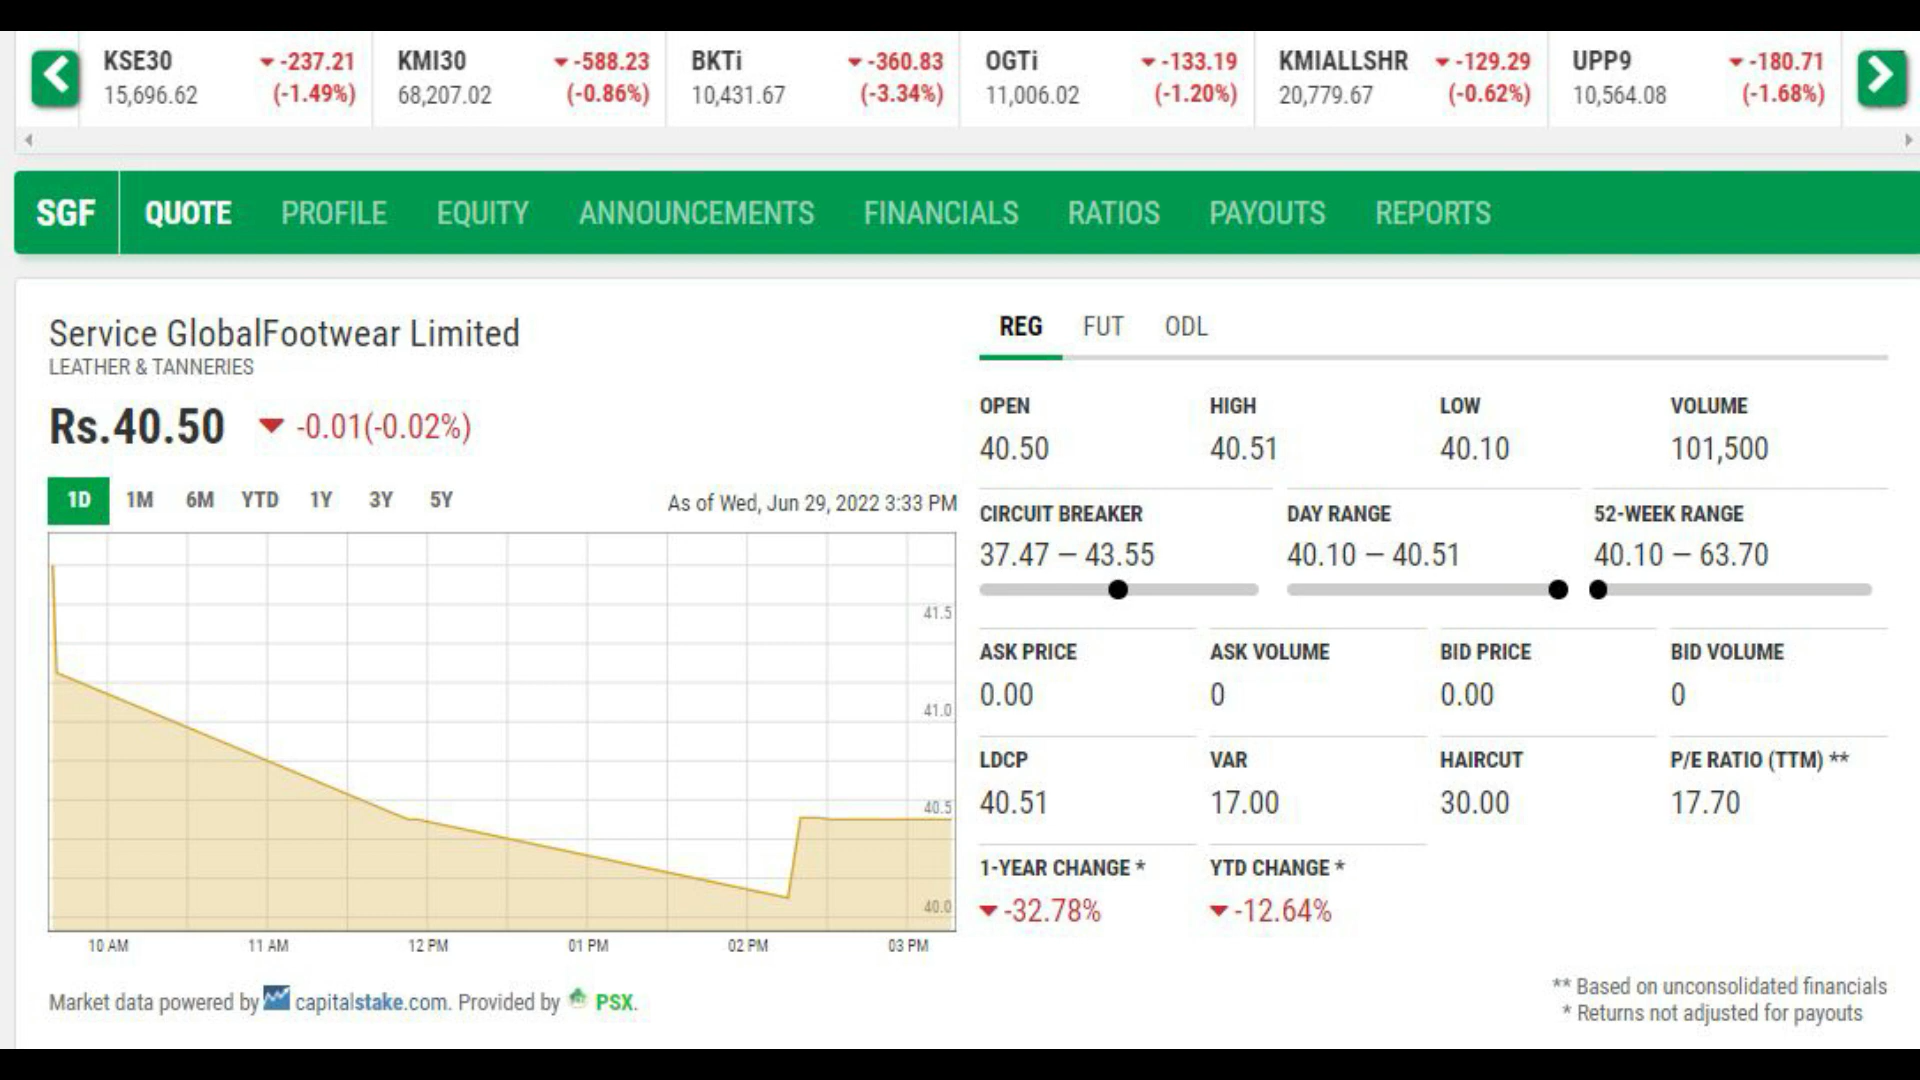 KSE30 -237.21 KMI30 -588.23 BKTi -360.83 OGTi -133.19 KMIALLSHR -129.29 UPP9 -180.71
15,696.62 (-1.49%) 68,207.02 (-0.86%) 10,431.67 (-3.34%) 11,006.02 (-1.20%) 20,779.67 (-0.62%) 10,564.08 (-1.68%)
SGF QUOTE PROFILE EQUITY ANNOUNCEMENTS FINANCIALS RATIOS PAYOUTS REPORTS
Service GlobalFootwear Limited
LEATHER & TANNERIES
Rs.40.50 -0.01(-0.02%)
1D 1M 6M YTD 1Y 3Y 5Y As of Wed, Jun 29, 2022 3:33 PM
41.5
41.0
40.5
40.0
10 AM 11 AM 12 PM 01 PM 02 PM 03 PM
Market data powered by capitalstake.com. Provided by PSX.
REG FUT ODL
OPEN HIGH LOW VOLUME
40.50 40.51 40.10 101,500
CIRCUIT BREAKER DAY RANGE 52-WEEK RANGE
37.47 — 43.55 40.10 — 40.51 40.10 — 63.70
ASK PRICE ASK VOLUME BID PRICE BID VOLUME
0.00 0 0.00 0
LDCP VAR HAIRCUT P/E RATIO (TTM) **
40.51 17.00 30.00 17.70
1-YEAR CHANGE * YTD CHANGE *
-32.78% -12.64%
** Based on unconsolidated financials
* Returns not adjusted for payouts